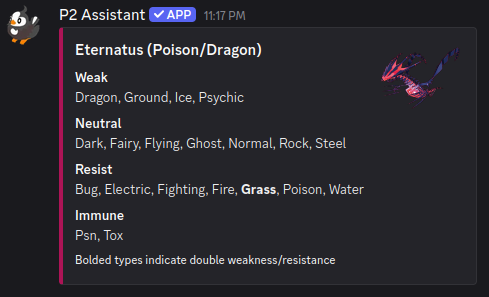 P2 Assistant ✓ APP 11:17 PM
Eternatus (Poison/Dragon)
Weak
Dragon, Ground, Ice, Psychic
Neutral
Dark, Fairy, Flying, Ghost, Normal, Rock, Steel
Resist
Bug, Electric, Fighting, Fire, Grass, Poison, Water
Immune
Psn, Tox
Bolded types indicate double weakness/resistance